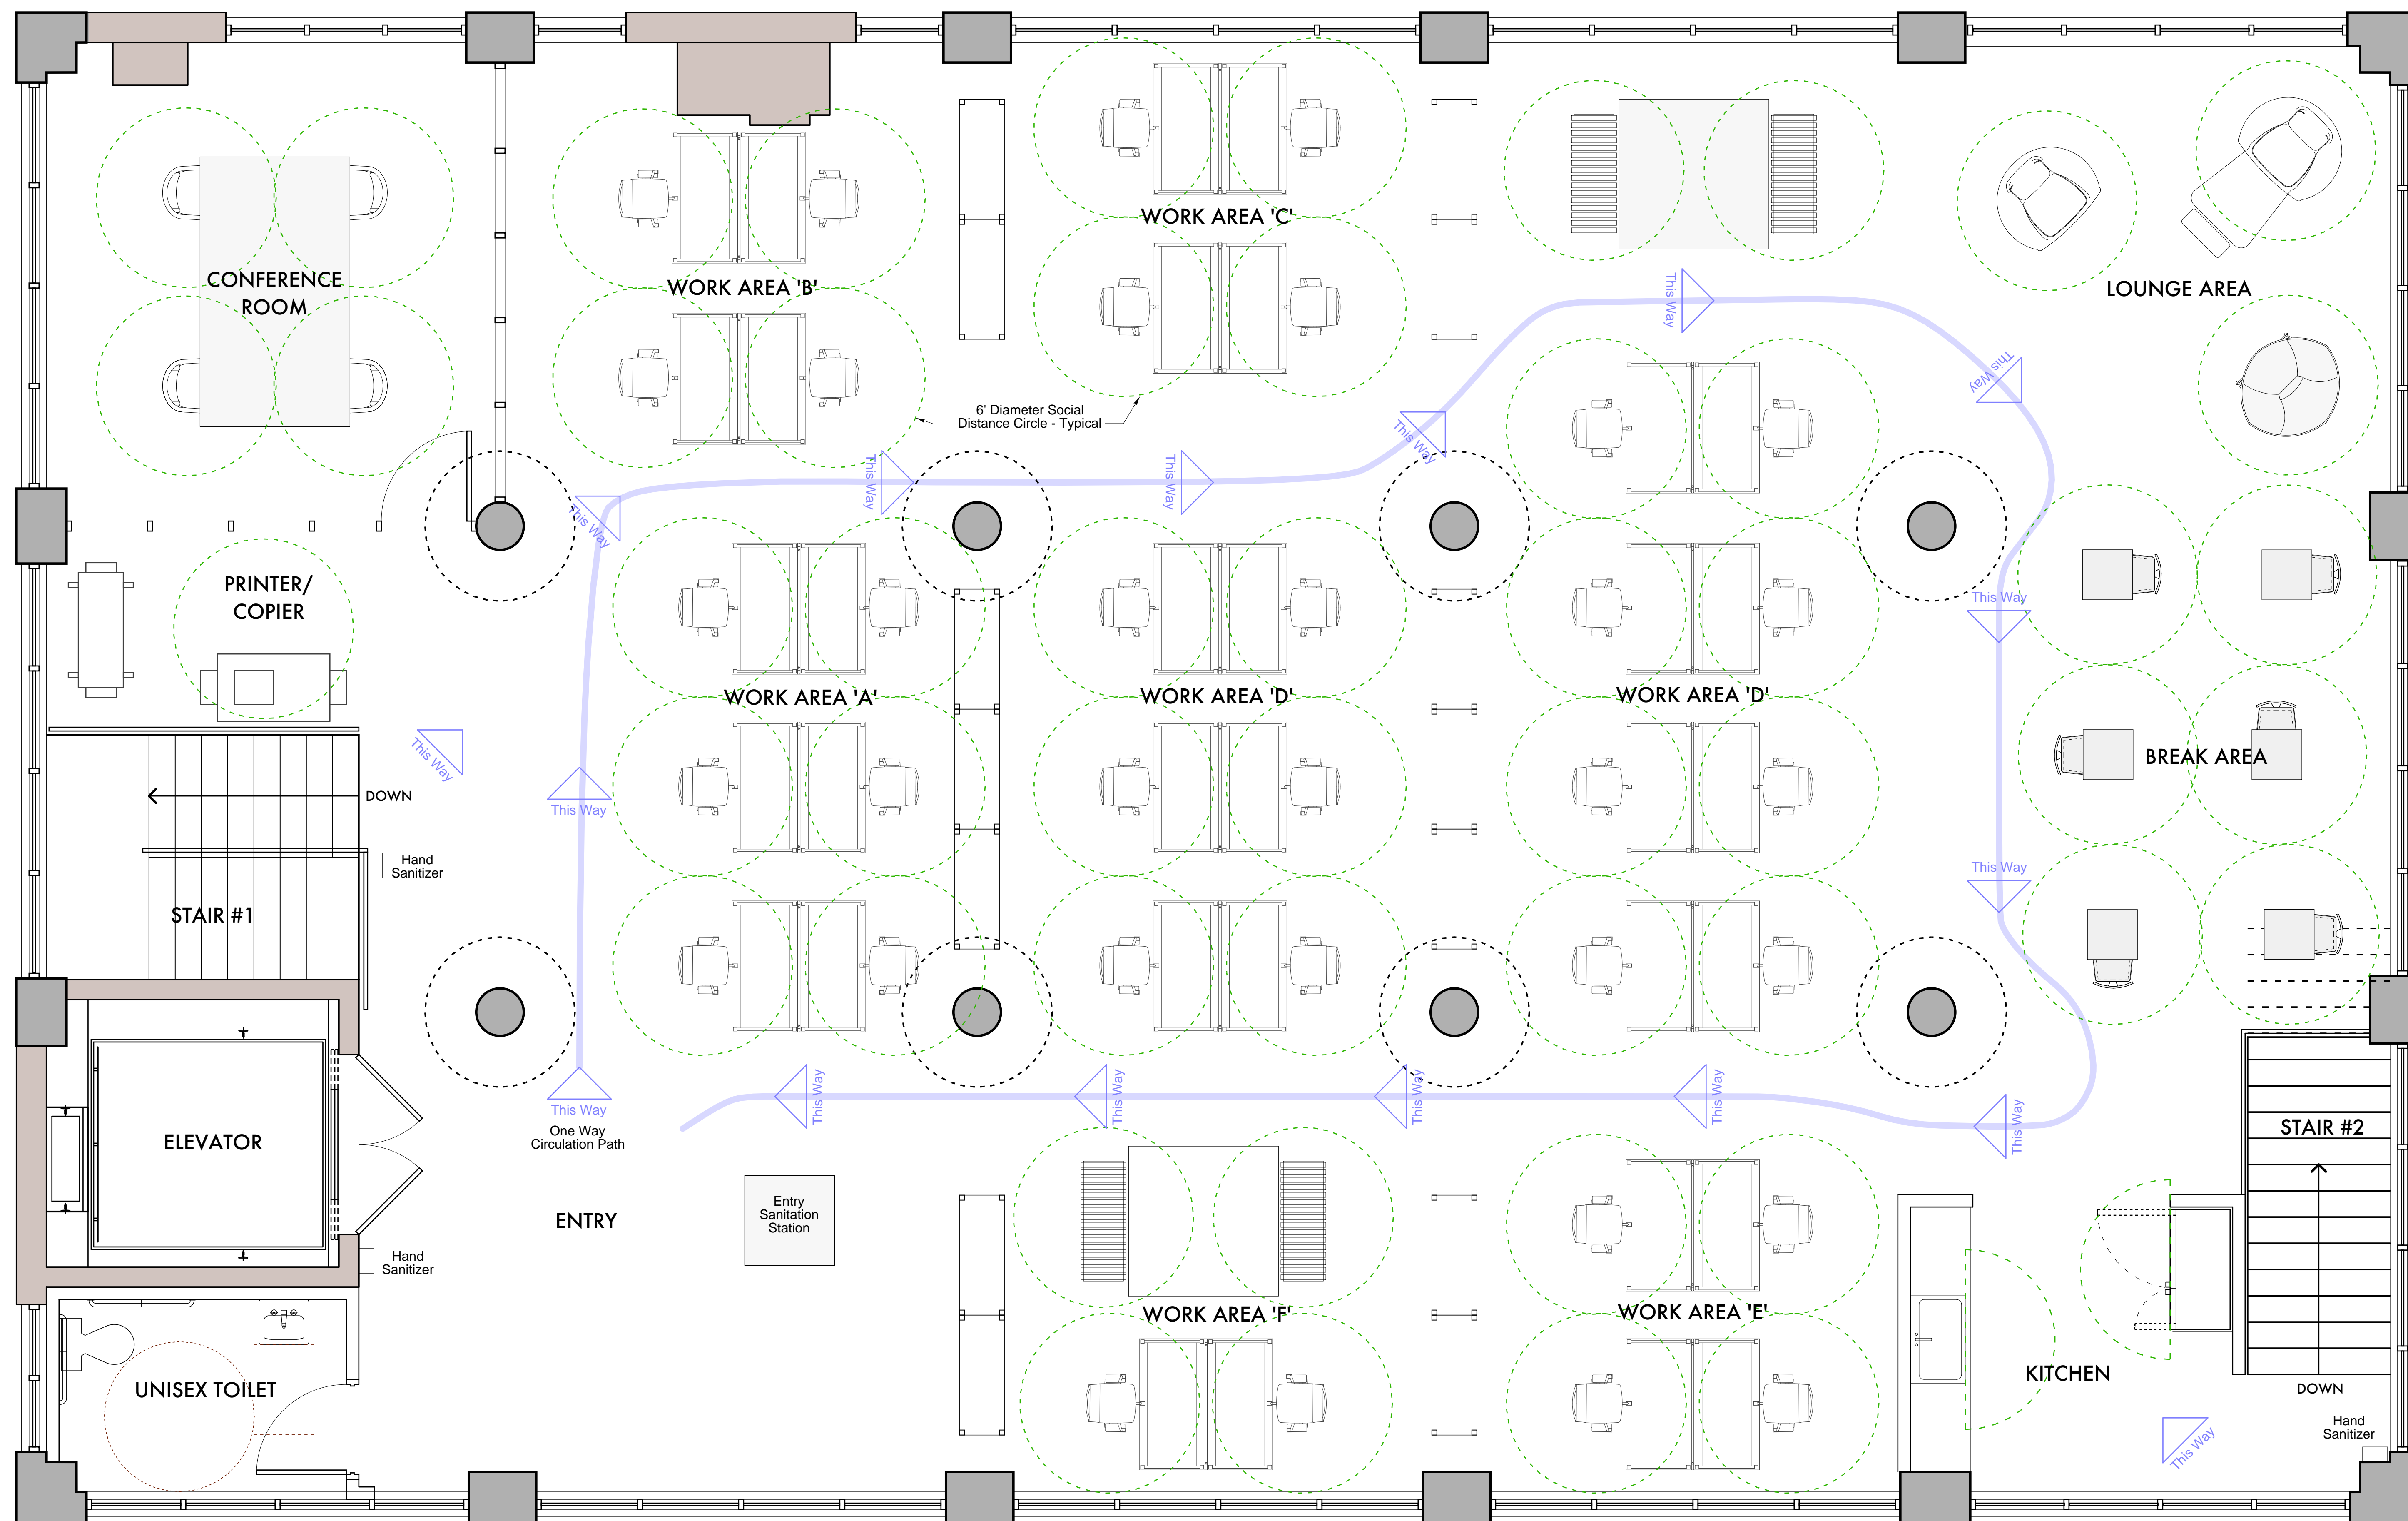 WORK AREA 'C'
CONFERENCE
ROOM
WORK AREA 'B'
This Way
LOUNGE AREA
This Way
6' Diameter Social
Distance Circle - Typical
This Way
This Way
This Way
This Way
PRINTER/
COPIER
This Way
WORK AREA 'A'
WORK AREA 'D'
WORK AREA 'D'
This Way
BREAK AREA
DOWN
This Way
Hand
Sanitizer
This Way
STAIR #1
This Way
This Way
This Way
This Way
This Way
This Way
One Way
Circulation Path
ELEVATOR
STAIR #2
Entry
Sanitation
Station
ENTRY
Hand
Sanitizer
WORK AREA 'F'
WORK AREA 'E'
UNISEX TOILET
KITCHEN
DOWN
Hand
Sanitizer
This Way